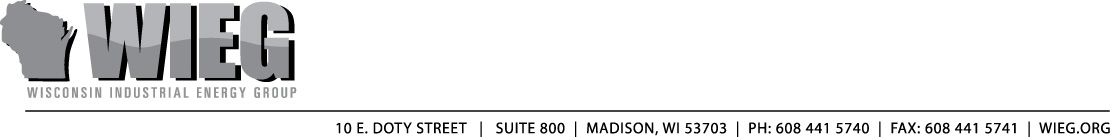 WIEG
WISCONSIN INDUSTRIAL ENERGY GROUP
10 E. DOTY STREET | SUITE 800 | MADISON, WI 53703 | PH: 608 441 5740 | FAX: 608 441 5741 | WIEG.ORG